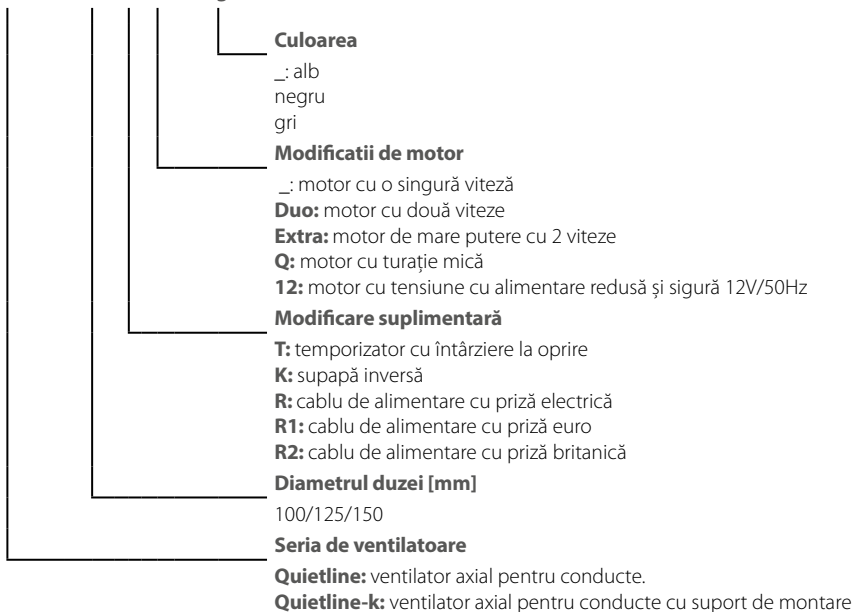 Culoarea
_: alb
negru
gri
Modificatii de motor
_: motor cu o singură viteză
Duo: motor cu două viteze
Extra: motor de mare putere cu 2 viteze
Q: motor cu turație mică
12: motor cu tensiune cu alimentare redusă și sigură 12V/50Hz
Modificare suplimentară
T: temporizator cu întârziere la oprire
K: supapă inversă
R: cablu de alimentare cu priză electrică
R1: cablu de alimentare cu priză euro
R2: cablu de alimentare cu priză britanică
Diametrul duzei [mm]
100/125/150
Seria de ventilatoare
Quietline: ventilator axial pentru conducte.
Quietline-k: ventilator axial pentru conducte cu suport de montare